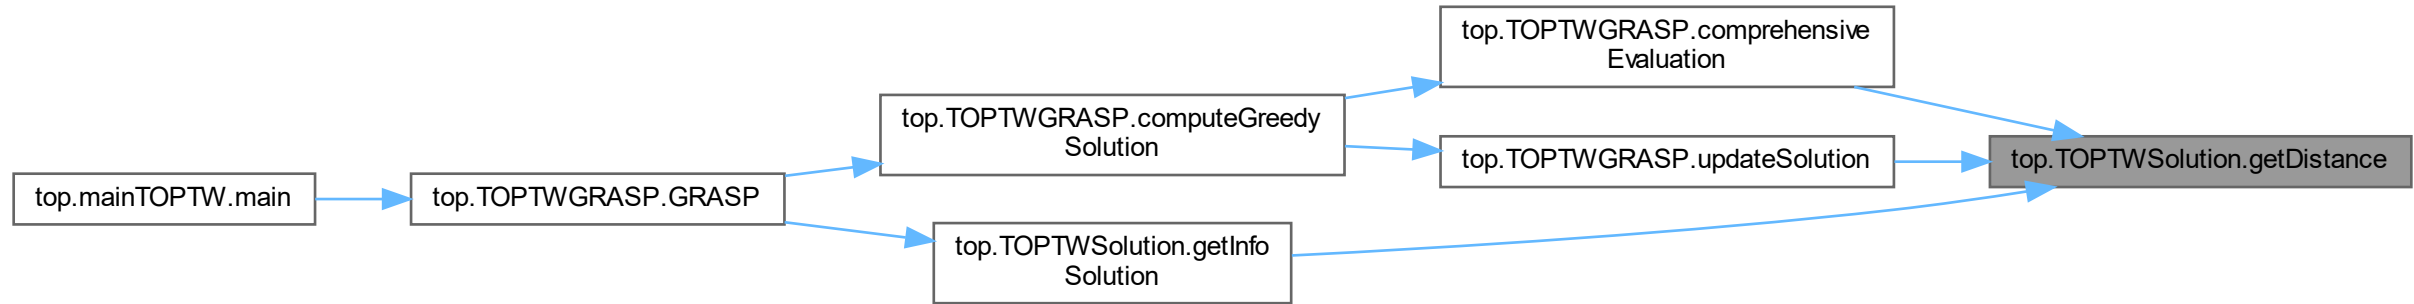 top.mainTOPTW.main
top.TOPTWGRASP.GRASP
top.TOPTWGRASP.computeGreedy
Solution
top.TOPTWSolution.getInfo
Solution
top.TOPTWGRASP.comprehensive
Evaluation
top.TOPTWGRASP.updateSolution
top.TOPTWSolution.getDistance